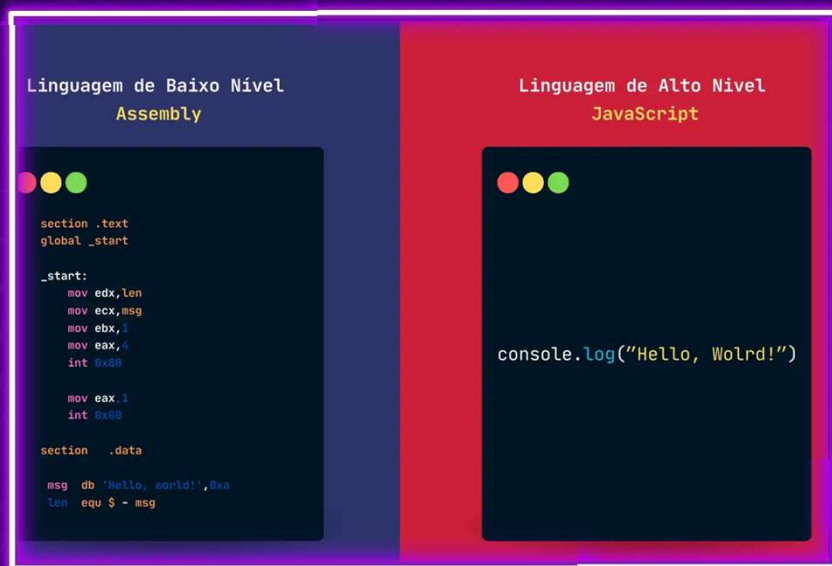 Linguagem de Baixo Nível
Assembly
section .text
global _start
_start:
mov edx,len
mov ecx,msg
mov ebx,1
mov eax,4
int 0x80
mov eax,1
int 0x80
section .data
msg db 'Hello, world!',0xa
len equ $ - msg
Linguagem de Alto Nivel
JavaScript
console.log(”Hello, Wolrd!”)